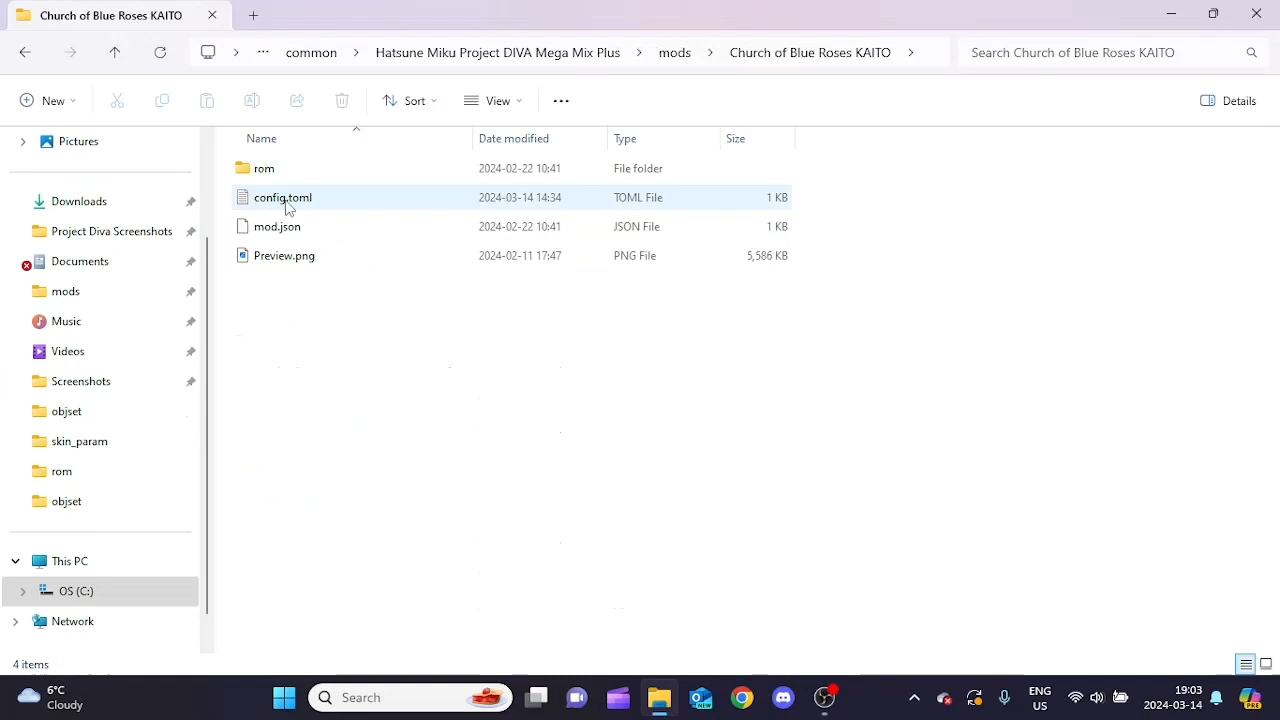 Church of Blue Roses KAITO
common > Hatsune Miku Project DIVA Mega Mix Plus > mods > Church of Blue Roses KAITO
Search Church of Blue Roses KAITO
New Sort View Details
Pictures
Downloads
Project Diva Screenshots
Documents
mods
Music
Videos
Screenshots
objset
skin_param
rom
objset
This PC
OS (C:)
Network
Name Date modified Type Size
rom 2024-02-22 10:41 File folder
config.toml 2024-03-14 14:34 TOML File 1 KB
mod.json 2024-02-22 10:41 JSON File 1 KB
Preview.png 2024-02-11 17:47 PNG File 5,586 KB
4 items
6°C
Cloudy
Search
NEW
ENG
US
PRE
2024-03-14